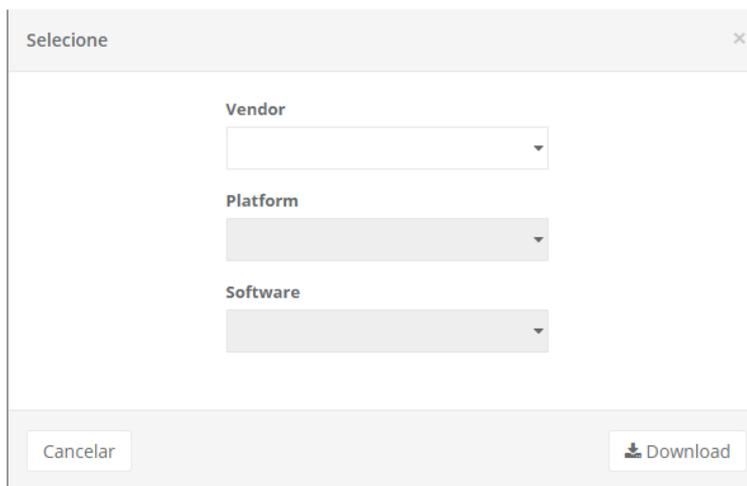 Selecione
×
Vendor
Platform
Software
Cancelar
Download